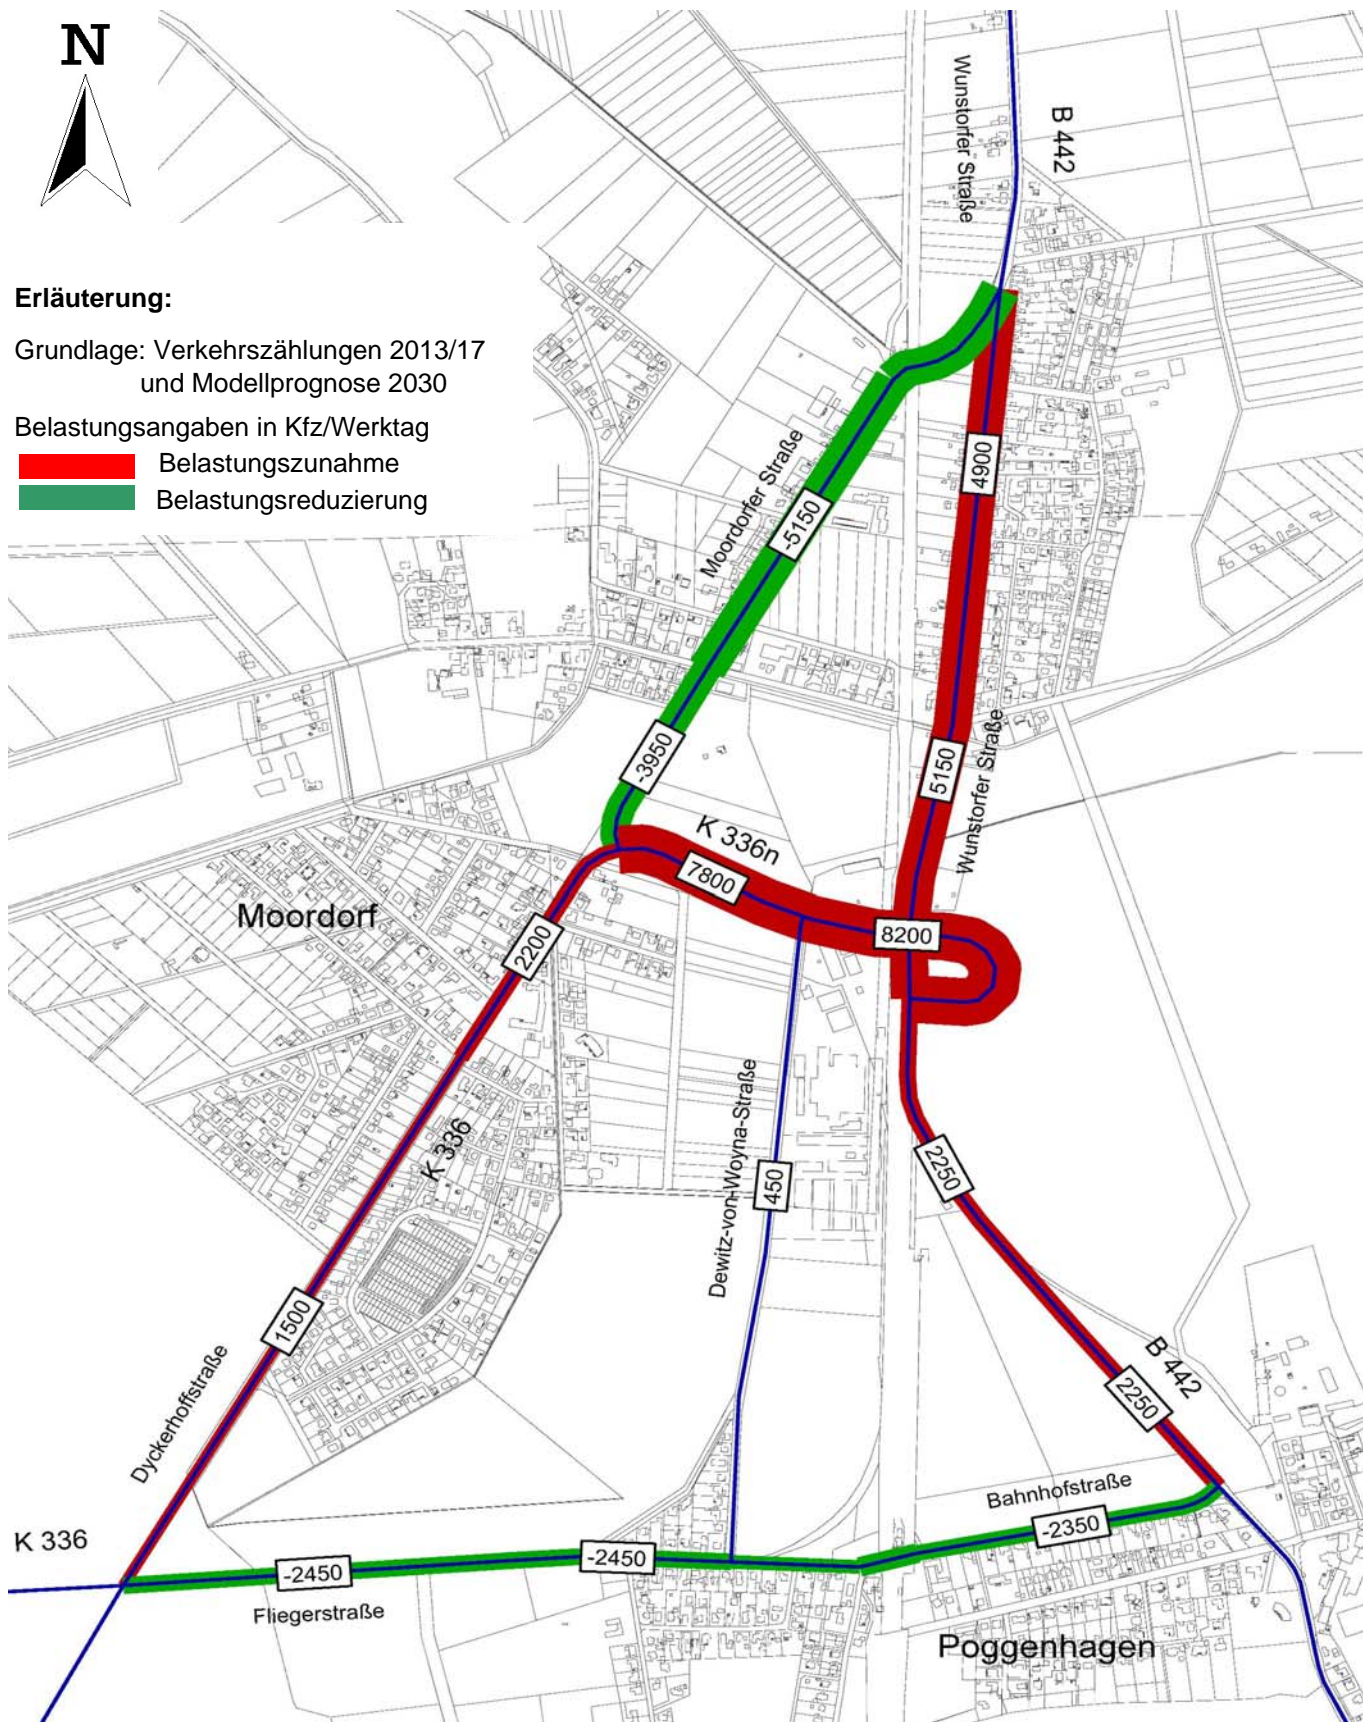 N
Wunstorfer Straße
B 442
Erläuterung:
Grundlage: Verkehrszählungen 2013/17
und Modellprognose 2030
Belastungsangaben in Kfz/Werktag
Belastungszunahme
Belastungsreduzierung
4900
Moordorfer Straße
-5150
-3950
5150
Wunstorfer Straße
K 336n
7800
Moordorf
2200
8200
K 336
Dewitz-von-Woyna-Straße
450
2250
1500
Dyckerhoffstraße
B 442
2250
Bahnhofstraße
-2350
K 336
-2450
-2450
Fliegerstraße
Poggenhagen